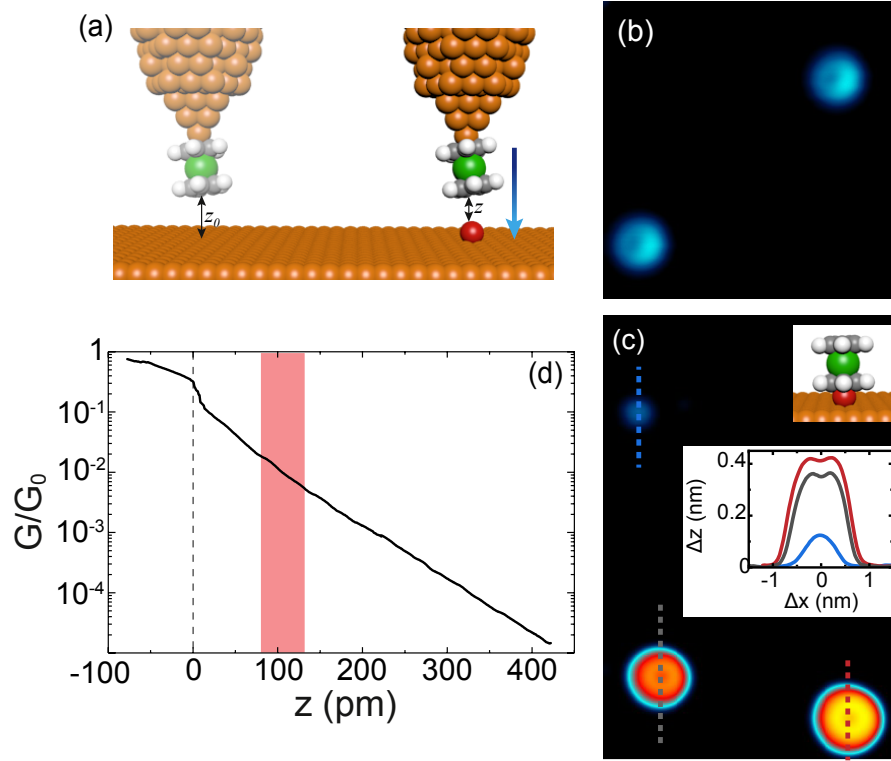 (a)
z₀
z
(b)
(c)
0.4
0.2
0
Δz (nm)
-1
0
1
Δx (nm)
(d)
1
10⁻¹
10⁻²
10⁻³
10⁻⁴
G/G₀
-100
0
100
200
300
400
z (pm)